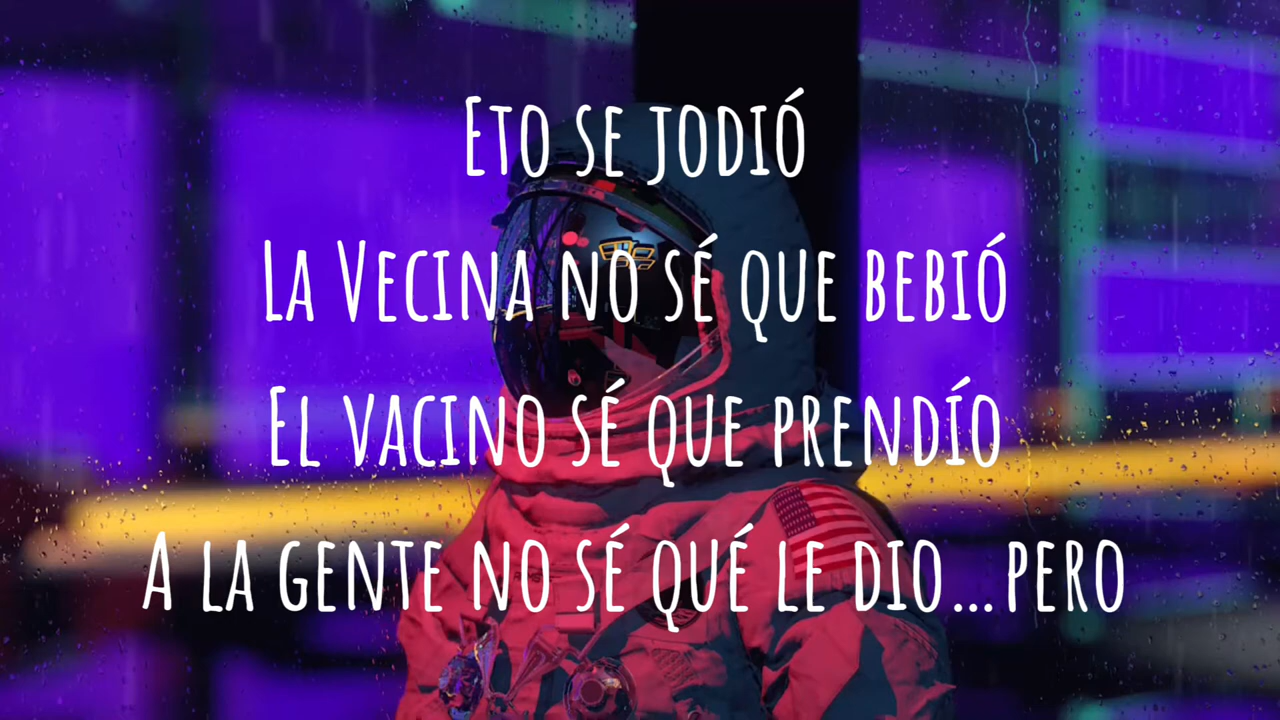 Eto se jodió
La Vecina no sé que bebió
El vacino sé que prendío
A la gente no sé qué le dio...pero